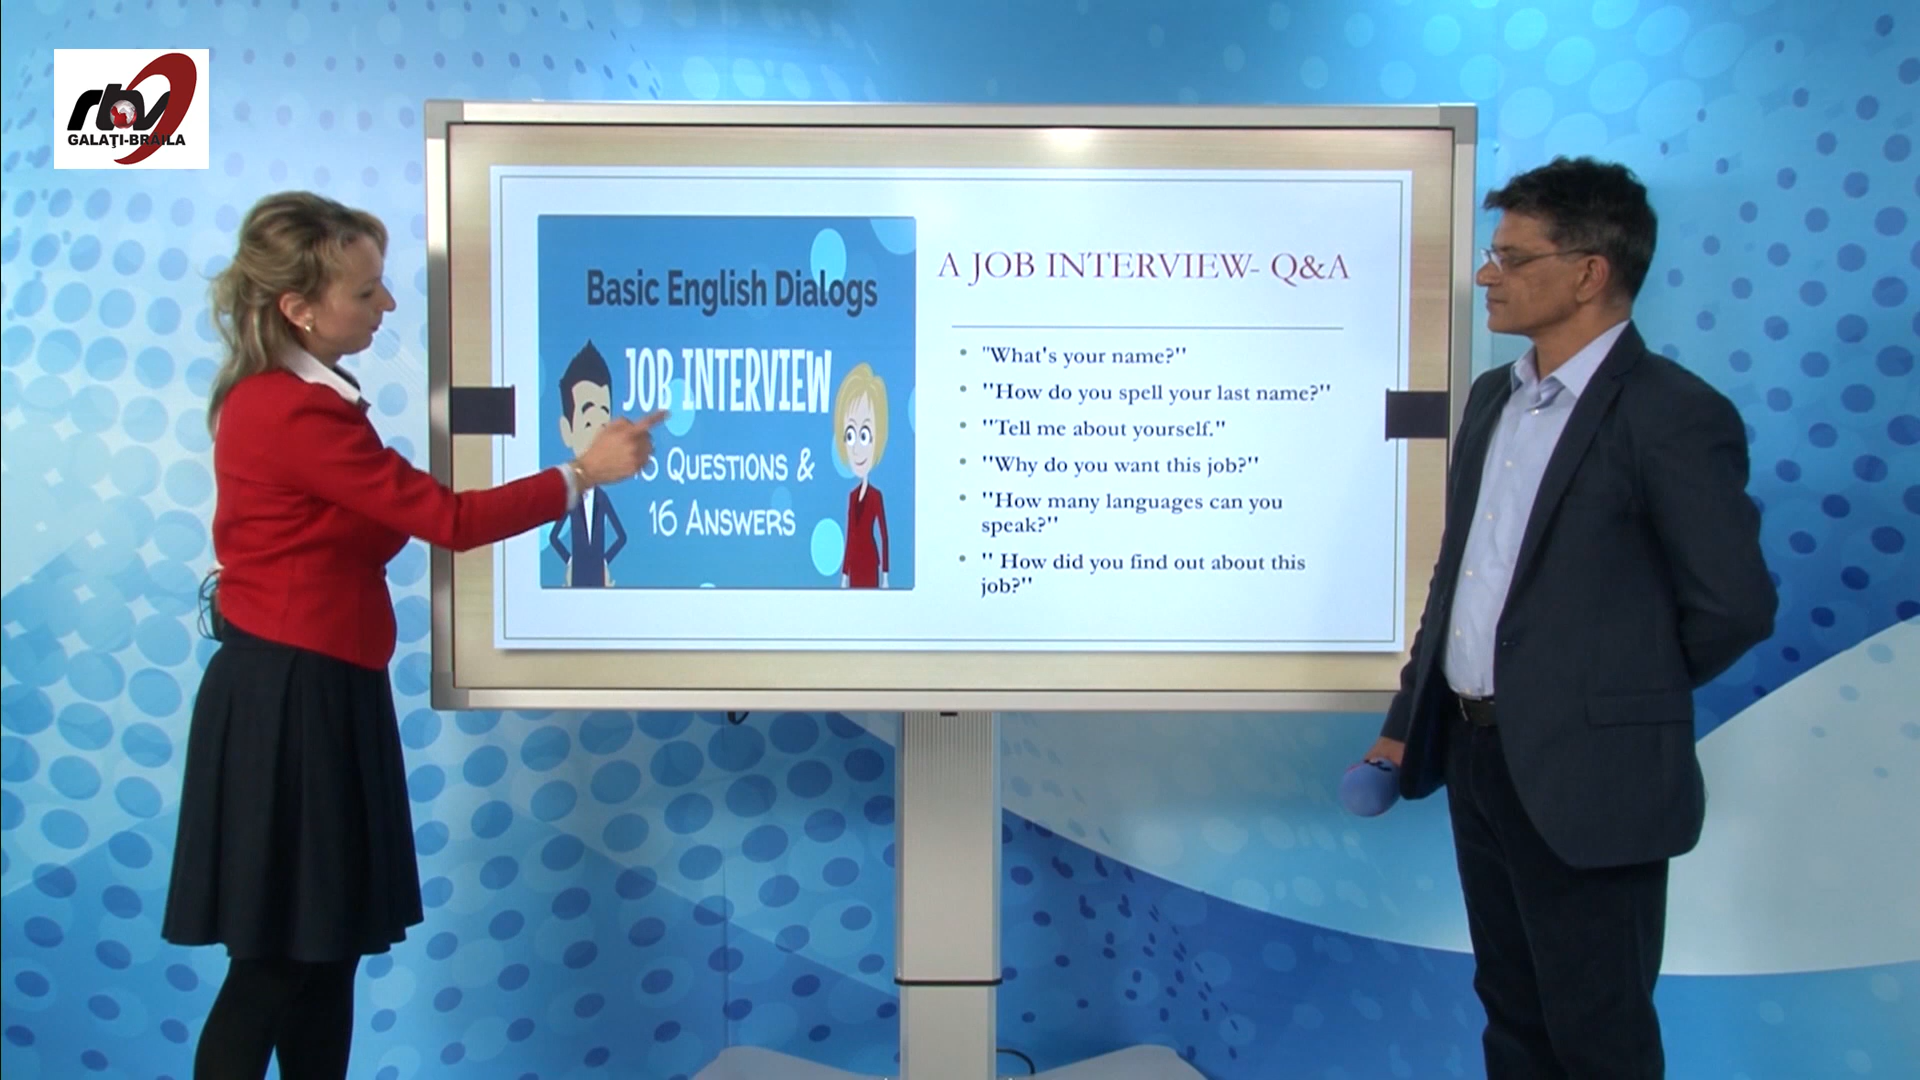 rtv
GALAŢI-BRAILA
Basic English Dialogs
JOB INTERVIEW
QUESTIONS &
16 ANSWERS
A JOB INTERVIEW- Q&A
• "What's your name?''
• ''How do you spell your last name?''
• ''Tell me about yourself."
• ''Why do you want this job?''
• ''How many languages can you
speak?''
• '' How did you find out about this
job?''